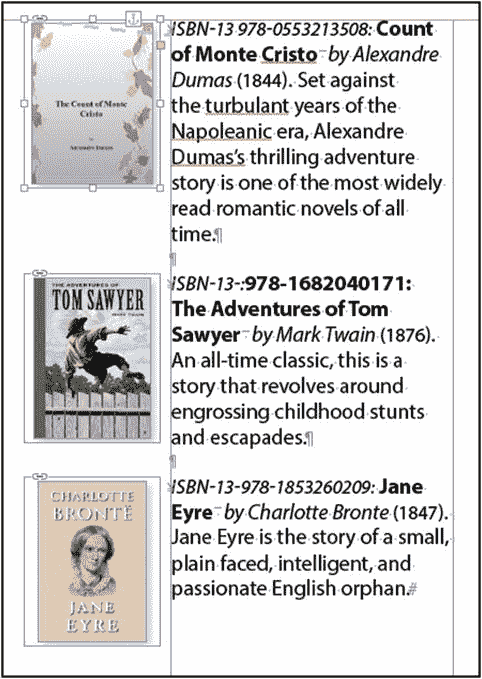 The Count of Monte
Cristo
by
Alexandre Dumas
ISBN-13 978-0553213508: Count
of Monte Cristo by Alexandre
Dumas (1844). Set against
the turbulant years of the
Napoleanic era, Alexandre
Dumas's thrilling adventure
story is one of the most widely
read romantic novels of all
time.¶
¶
THE ADVENTURES OF
TOM SAWYER
MARK TWAIN
ISBN-13-:978-1682040171:
The Adventures of Tom
Sawyer by Mark Twain (1876).
An all-time classic, this is a
story that revolves around
engrossing childhood stunts
and escapades.¶
¶
CHARLOTTE
BRONTË
JANE
EYRE
ISBN-13-978-1853260209: Jane
Eyre by Charlotte Bronte (1847).
Jane Eyre is the story of a small,
plain faced, intelligent, and
passionate English orphan.#